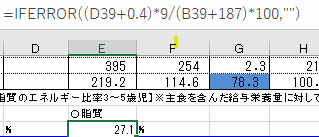 =IFERROR((D39+0.4)*9/(B39+187)*100,"")
D E F G H
395 254 2.3 21
219.2 114.6 78.3 100.
脂質のエネルギー比率3~5歳児】※主食を含んだ給与栄養量に対して
〇脂質
% 27.1 %